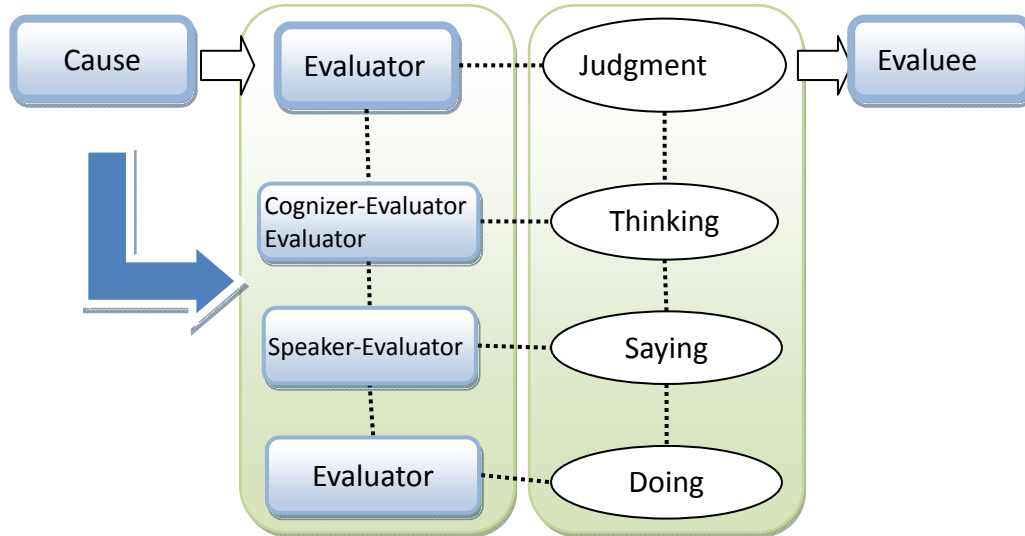 Cause
Evaluator
Judgment
Evaluee
Cognizer-Evaluator
Evaluator
Thinking
Speaker-Evaluator
Saying
Evaluator
Doing